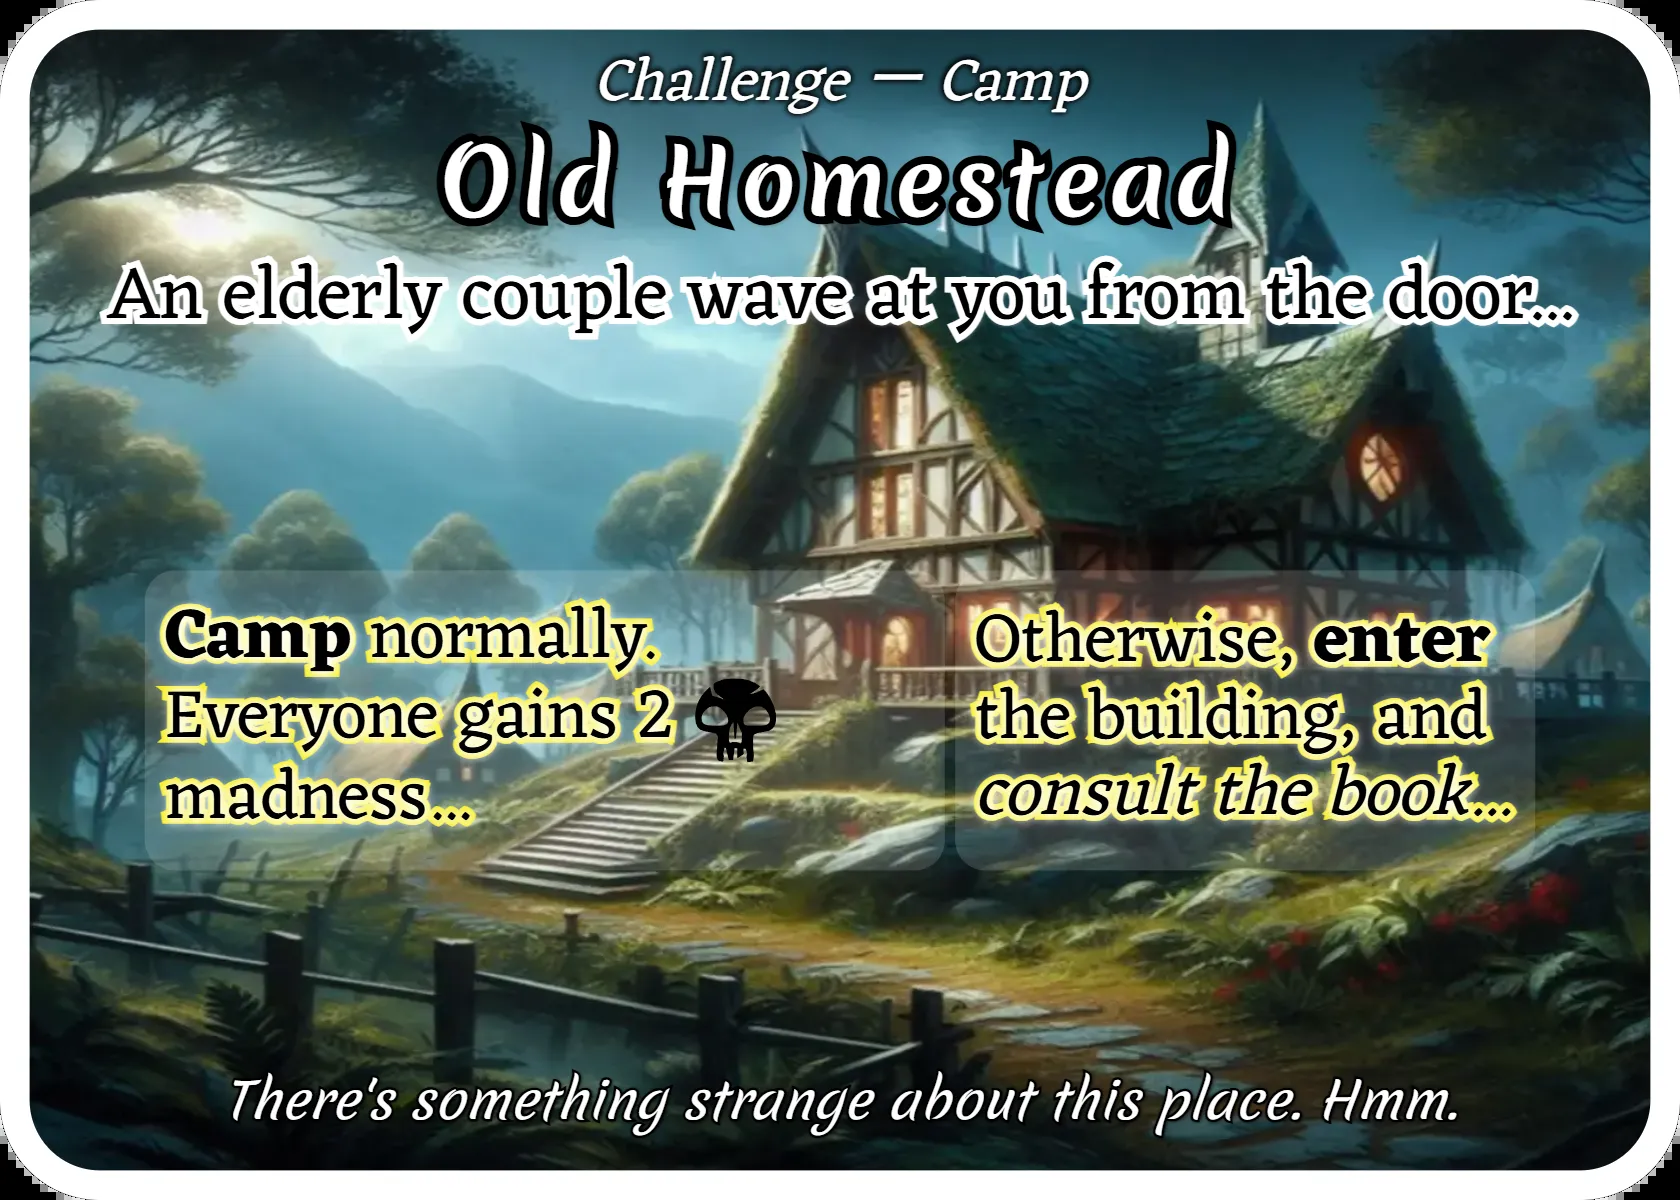 Challenge — Camp
Old Homestead
An elderly couple wave at you from the door...
Camp normally.
Everyone gains 2
madness...
Otherwise, enter
the building, and
consult the book...
There's something strange about this place. Hmm.